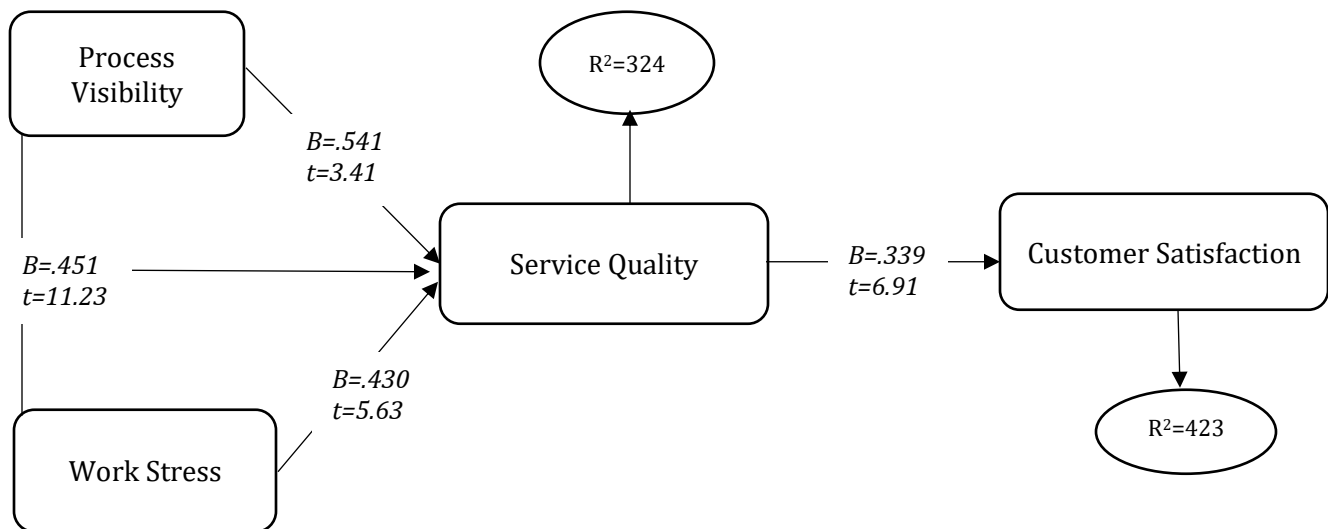 Process
Visibility
R²=324
B=.541
t=3.41
Service Quality
B=.451
t=11.23
B=.339
t=6.91
Customer Satisfaction
B=.430
t=5.63
Work Stress
R²=423